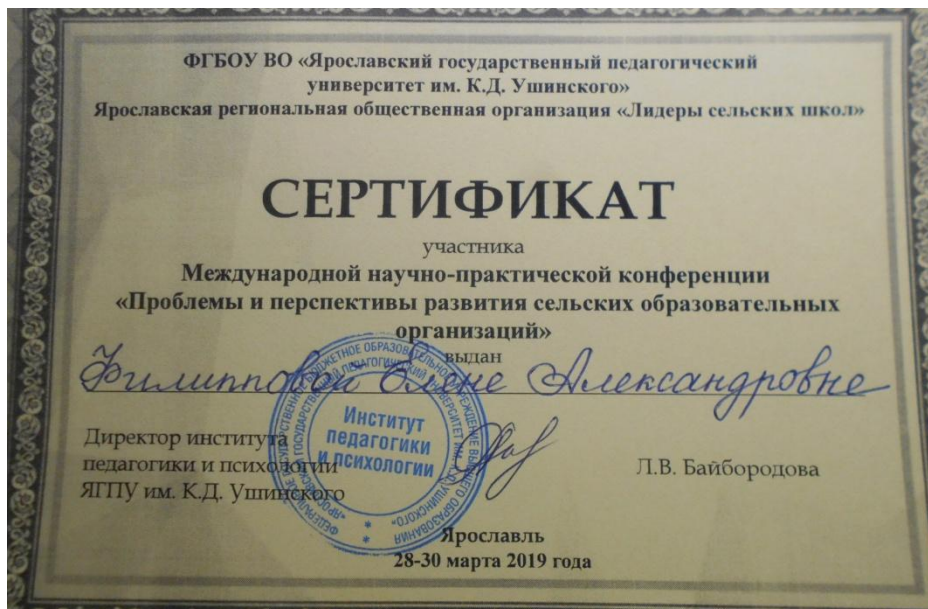 ФГБОУ ВО «Ярославский государственный педагогический
университет им. К.Д. Ушинского»
Ярославская региональная общественная организация «Лидеры сельских школ»
СЕРТИФИКАТ
участника
Международной научно-практической конференции
«Проблемы и перспективы развития сельских образовательных
организаций»
выдан
Филипповой Елене Александровне
Директор института
педагогики и психологии
ЯГПУ им. К.Д. Ушинского
Институт
педагогики
и психологии
Л.В. Байбородова
Ярославль
28-30 марта 2019 года